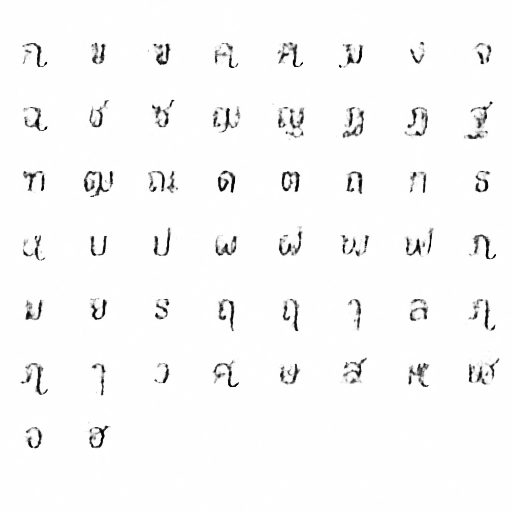 ก ข ฃ ค ฅ ฆ ง จ
ฉ ช ซ ฌ ญ ฎ ฏ ฐ
ฑ ฒ ณ ด ต ถ ท ธ
น บ ป ผ ฝ พ ฟ ภ
ม ย ร ฤ ฤ ๅ ล ฦ
ฦ ๅ ว ศ ษ ส ห ฬ
อ ฮ